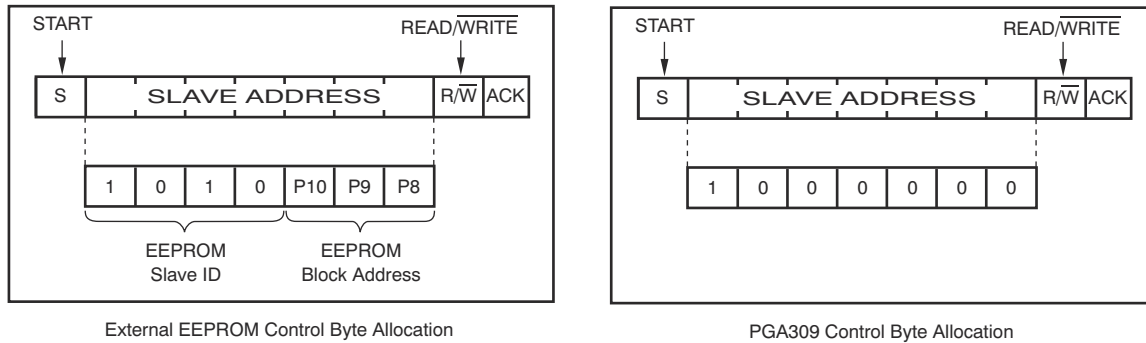 START READ/WRITE
S SLAVE ADDRESS R/W ACK
1 0 1 0 P10 P9 P8
EEPROM EEPROM
Slave ID Block Address
External EEPROM Control Byte Allocation
START READ/WRITE
S SLAVE ADDRESS R/W ACK
1 0 0 0 0 0 0
PGA309 Control Byte Allocation